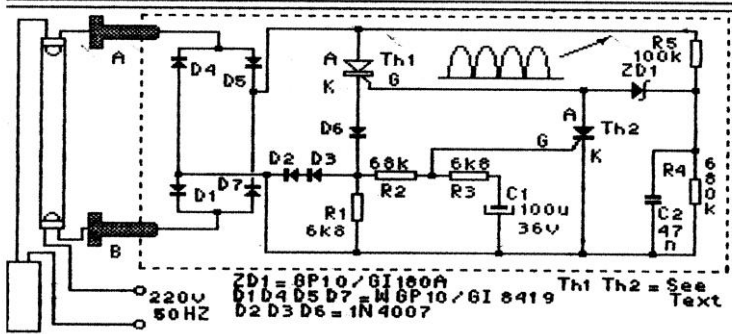 A
B
D4
D5
D1
D7
A
Th1
K
G
D6
D2
D3
R1
6k8
68k
R2
6k8
R3
C1
100u
36v
G
A
Th2
K
ZD1
R5
100k
R4
680k
C2
47
n
220v
50HZ
ZD1 = GP10/GI180A
D1 D4 D5 D7 = WGP10/GI 8419
D2 D3 D6 = 1N4007
Th1 Th2 = See
Text